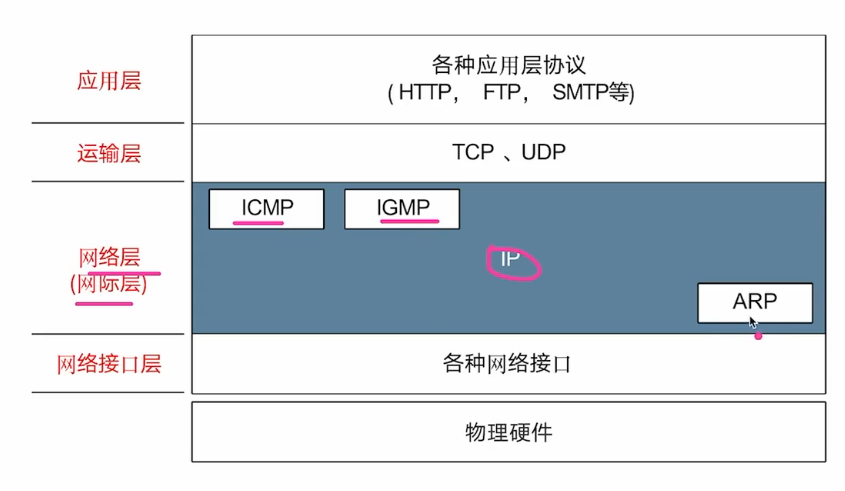 应用层
各种应用层协议
( HTTP, FTP, SMTP等)
运输层
TCP 、UDP
ICMP
IGMP
网络层
(网际层)
IP
ARP
网络接口层
各种网络接口
物理硬件